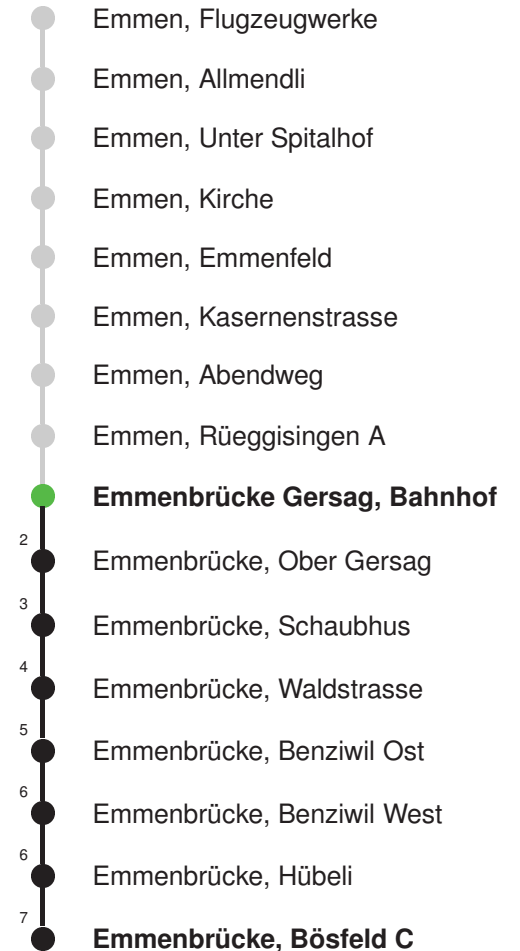 Emmen, Flugzeugwerke
Emmen, Allmendli
Emmen, Unter Spitalhof
Emmen, Kirche
Emmen, Emmenfeld
Emmen, Kasernenstrasse
Emmen, Abendweg
Emmen, Rüeggisingen A
Emmenbrücke Gersag, Bahnhof
2 Emmenbrücke, Ober Gersag
3 Emmenbrücke, Schaubhus
4 Emmenbrücke, Waldstrasse
5 Emmenbrücke, Benziwil Ost
6 Emmenbrücke, Benziwil West
6 Emmenbrücke, Hübeli
7 Emmenbrücke, Bösfeld C